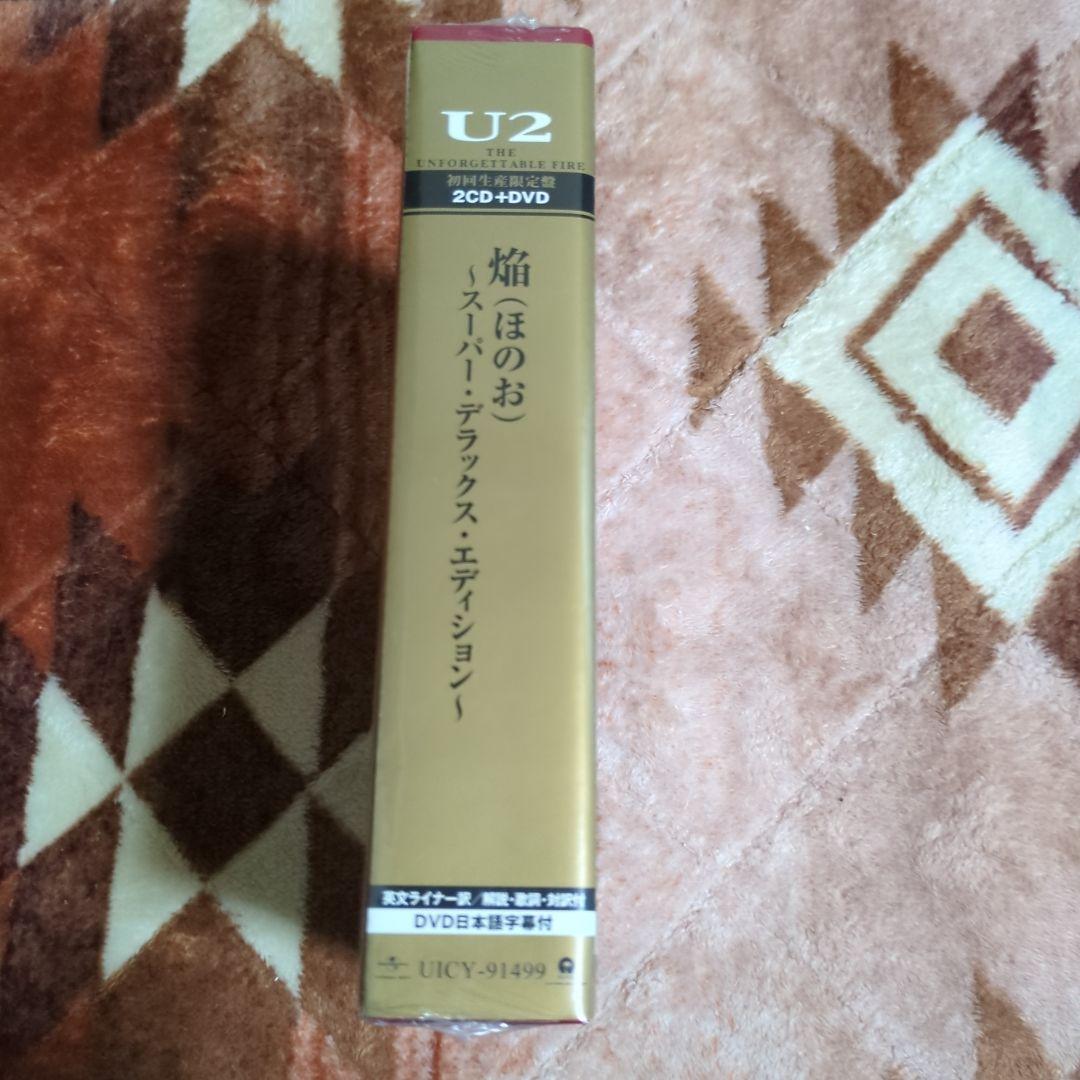 U2
THE
UNFORGETTABLE FIRE
初回生産限定盤
2CD+DVD
焔(ほのお)
~スーパー・デラックス・エディション~
英文ライナー訳/解説・歌詞・対訳付
DVD日本語字幕付
UICY-91499